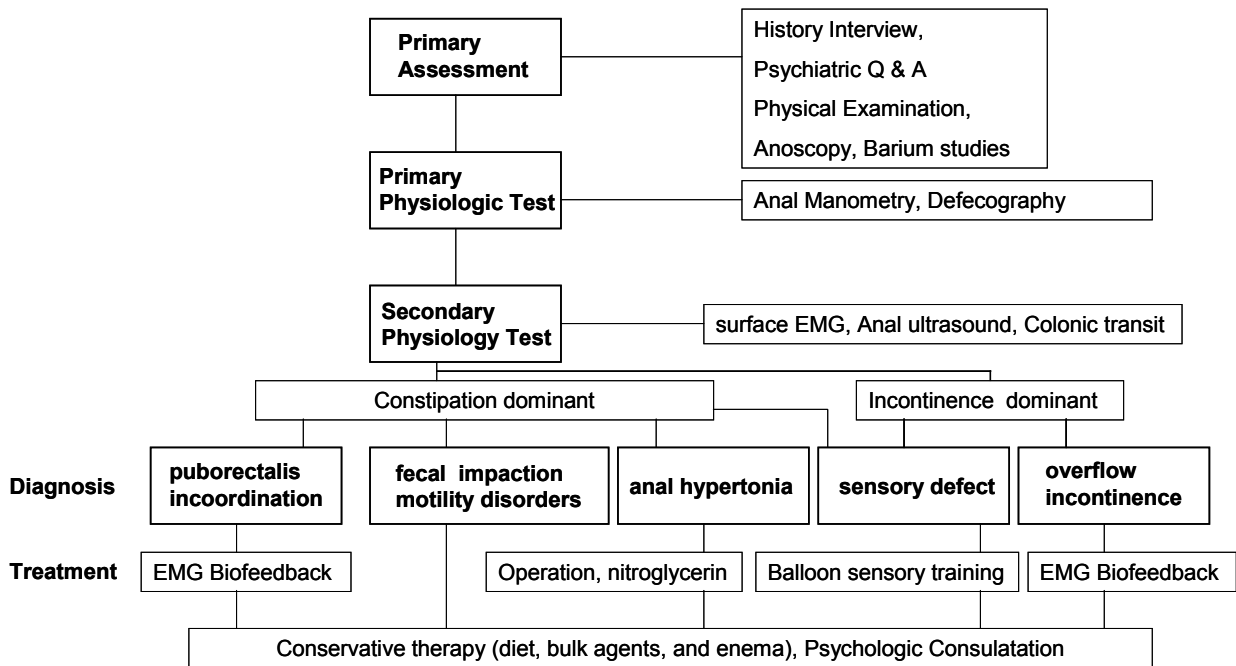 Primary
Assessment
History Interview,
Psychiatric Q & A
Physical Examination,
Anoscopy, Barium studies
Primary
Physiologic Test
Anal Manometry, Defecography
Secondary
Physiology Test
surface EMG, Anal ultrasound, Colonic transit
Constipation dominant
Incontinence dominant
Diagnosis
puborectalis
incoordination
fecal impaction
motility disorders
anal hypertonia
sensory defect
overflow
incontinence
Treatment
EMG Biofeedback
Operation, nitroglycerin
Balloon sensory training
EMG Biofeedback
Conservative therapy (diet, bulk agents, and enema), Psychologic Consulatation